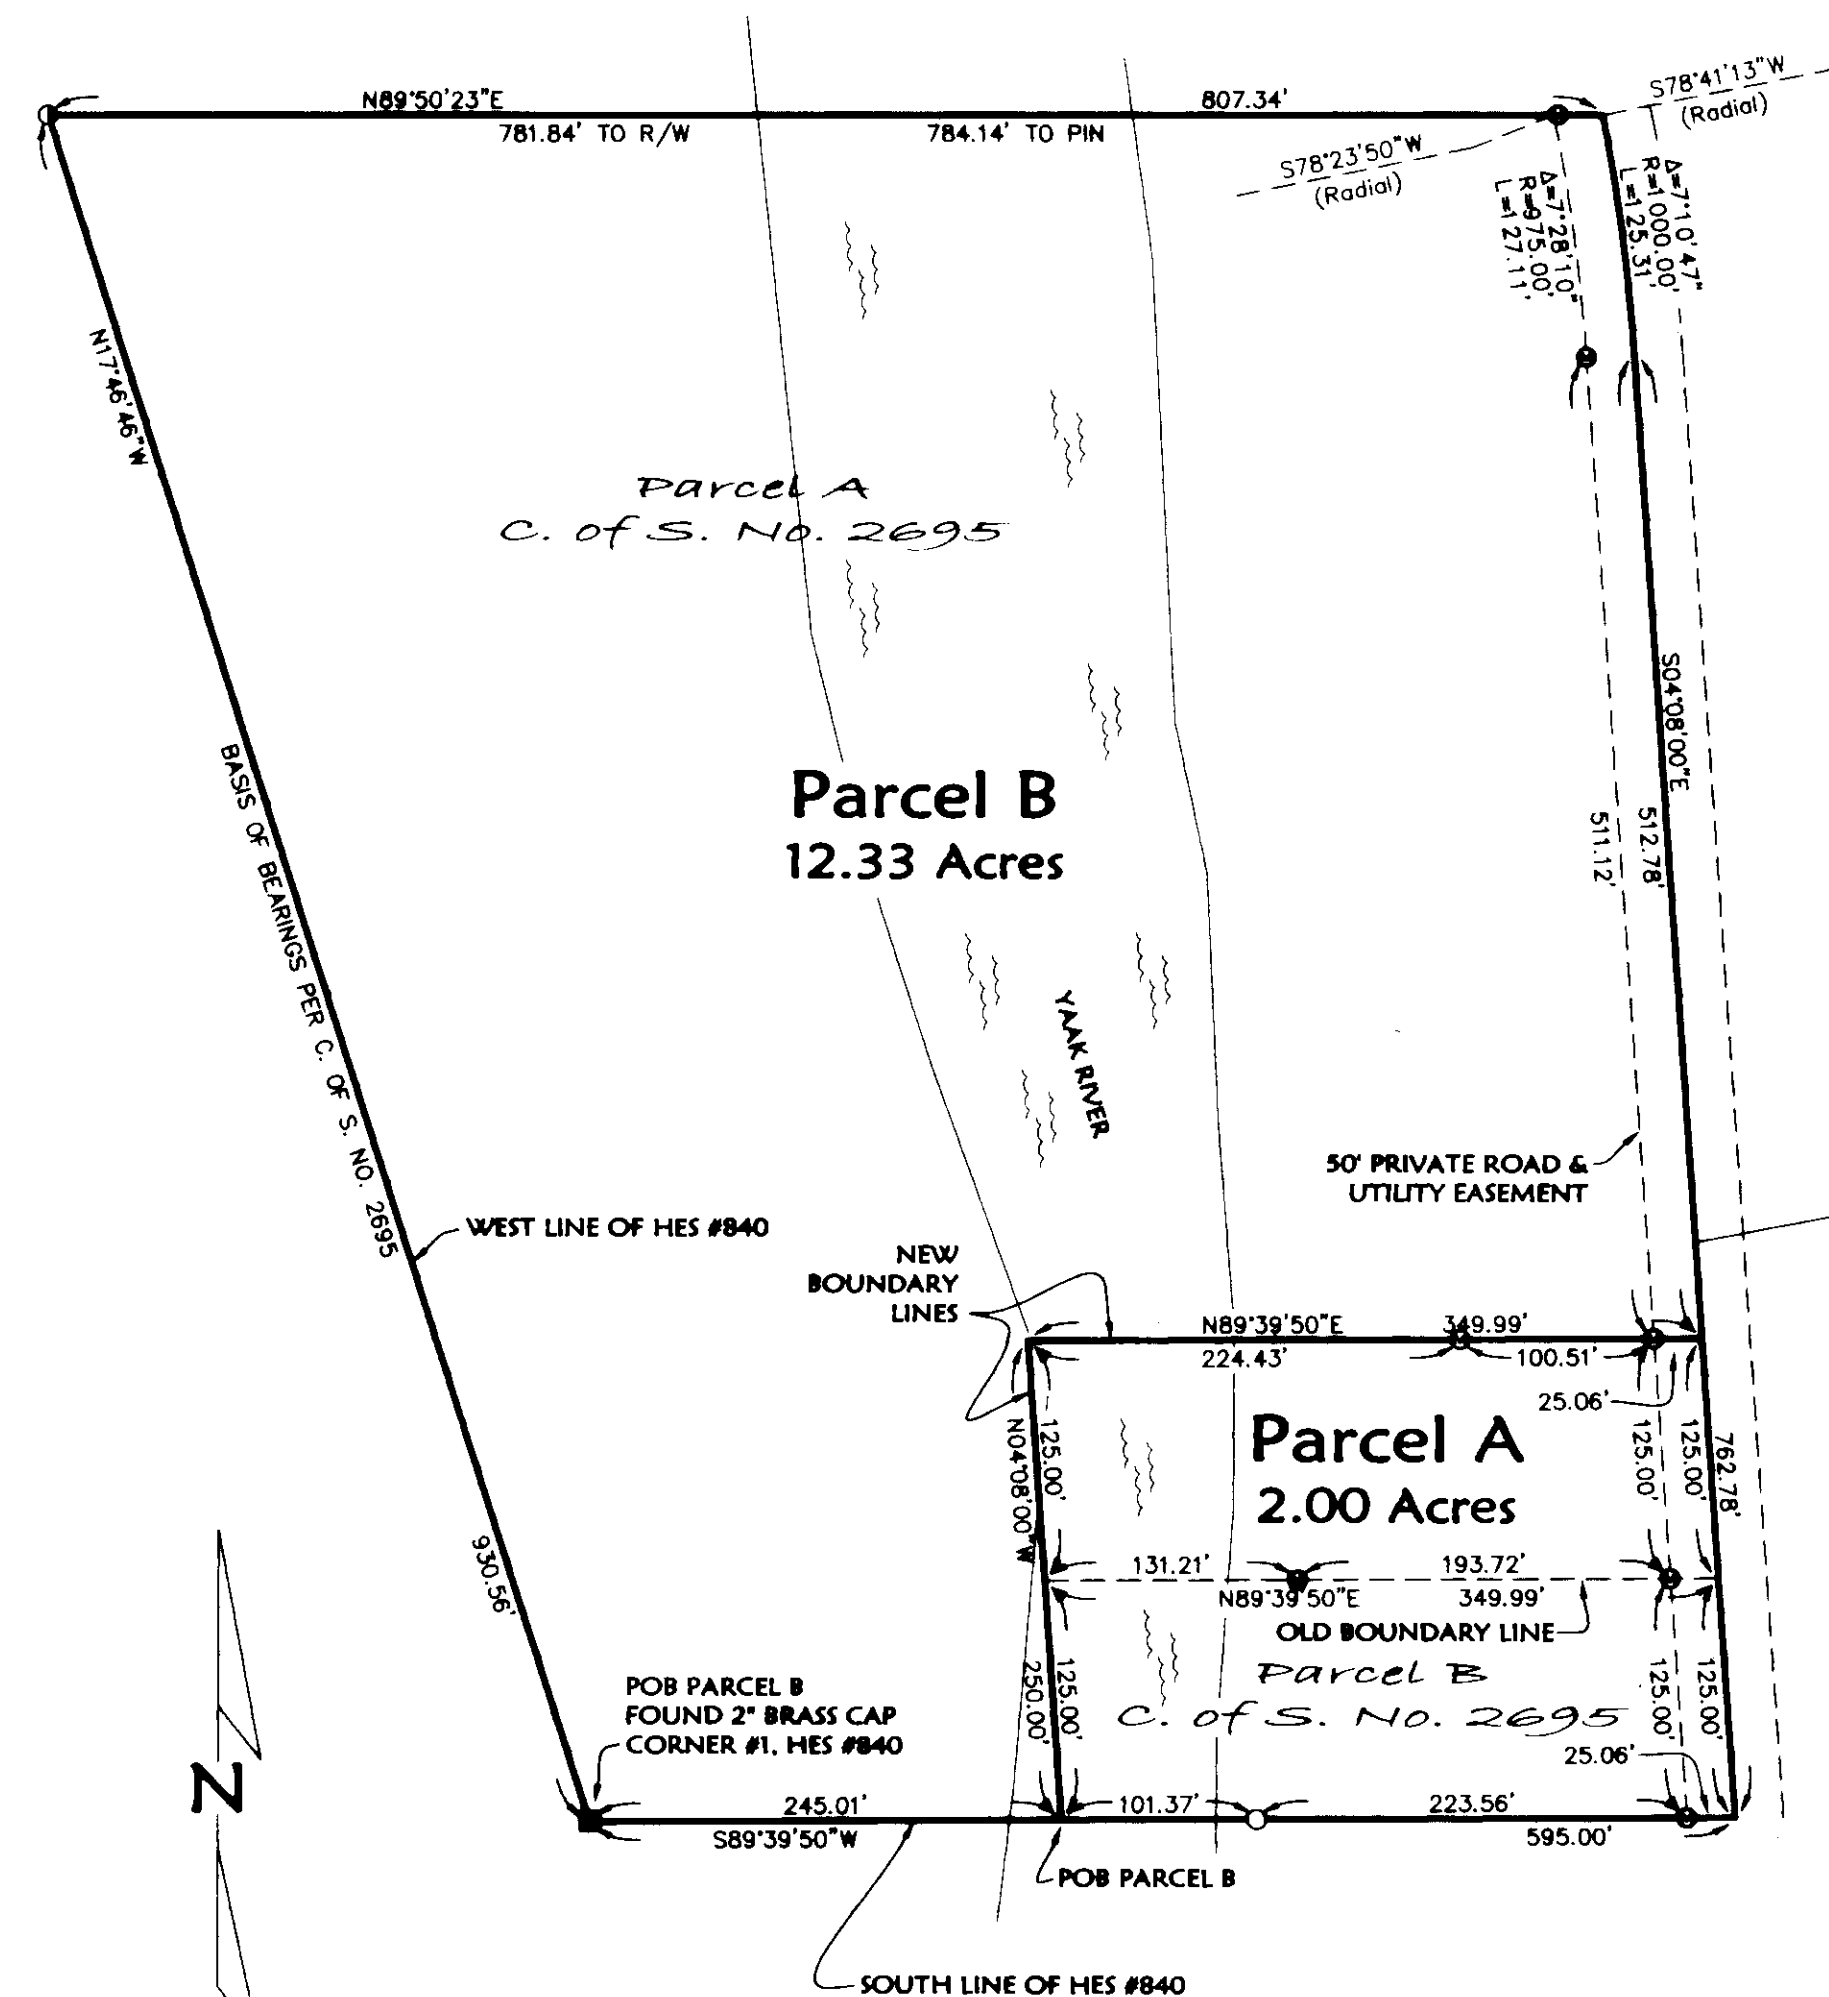 N89°50'23"E
807.34'
781.84' TO R/W
784.14' TO PIN
S78°41'13"W
(Radial)
S78°23'50"W
(Radial)
Δ=7°28'10"
R=975.00'
L=127.11'
Δ=7°10'47"
R=1000.00'
L=125.31'
N17°46'46"W
Parcel A
C. of S. No. 2695
S04°08'00"E
511.12'
512.78'
BASIS OF BEARINGS PER C. OF S. NO. 2695
Parcel B
12.33 Acres
YAAK RIVER
50' PRIVATE ROAD &
UTILITY EASEMENT
WEST LINE OF HES #840
NEW
BOUNDARY
LINES
N89°39'50"E
349.99'
224.43'
100.51'
25.06'
N04°08'00"W
125.00'
Parcel A
2.00 Acres
125.00'
125.00'
762.78'
930.56'
131.21'
193.72'
N89°39'50"E
349.99'
OLD BOUNDARY LINE
250.00'
125.00'
Parcel B
C. of S. No. 2695
125.00'
125.00'
POB PARCEL B
FOUND 2" BRASS CAP
CORNER #1, HES #840
25.06'
N
245.01'
101.37'
223.56'
S89°39'50"W
595.00'
POB PARCEL B
SOUTH LINE OF HES #840